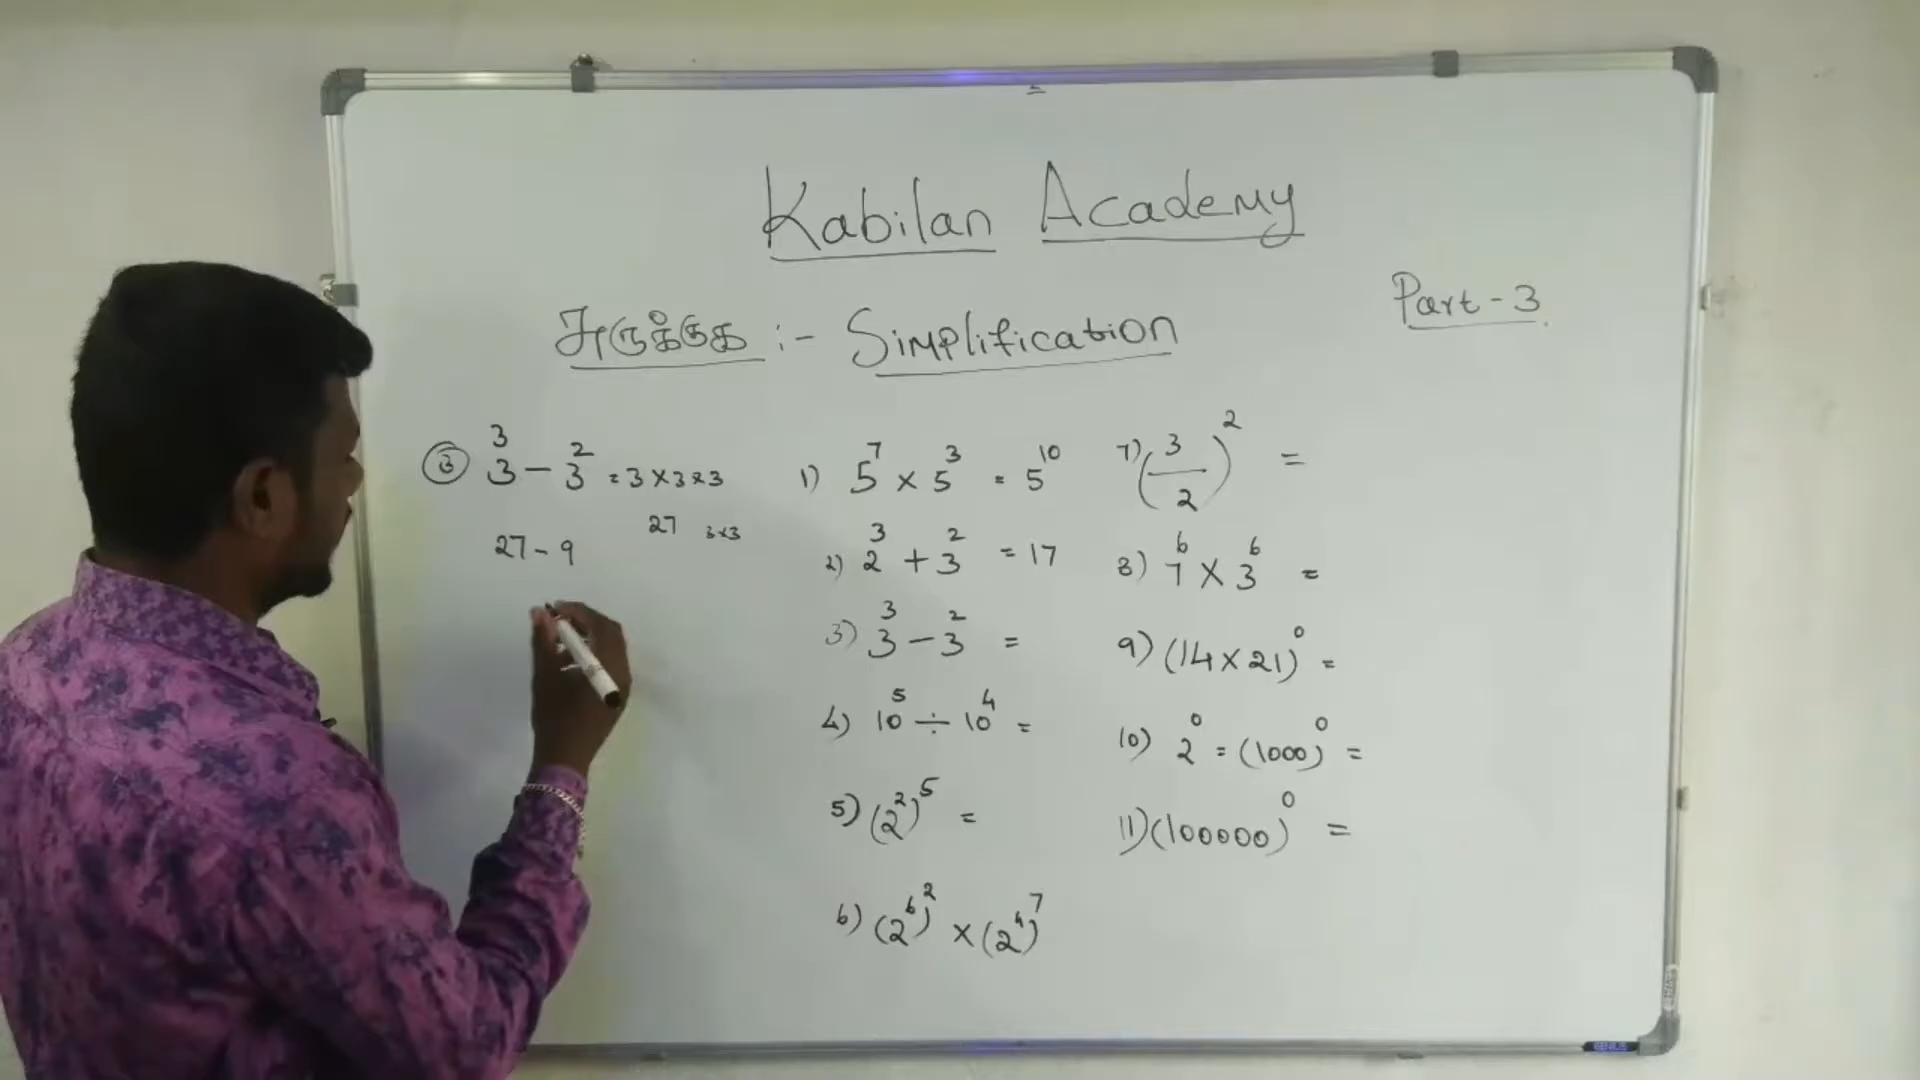 Kabilan Academy
சுருக்குக :- Simplification
Part - 3
③ 3³ - 3² = 3 × 3 × 3
27 3×3
27 - 9
1) 5⁷ × 5³ = 5¹⁰
2) 2³ + 3² = 17
3) 3³ - 3² =
4) 10⁵ ÷ 10⁴ =
5) (2²)⁵ =
6) (2⁶)² × (2⁴)⁷
7) (3/2)² =
8) 7⁶ × 3⁶ =
9) (14 × 21)⁰ =
10) 2⁰ = (1000)⁰ =
11) (100000)⁰ =